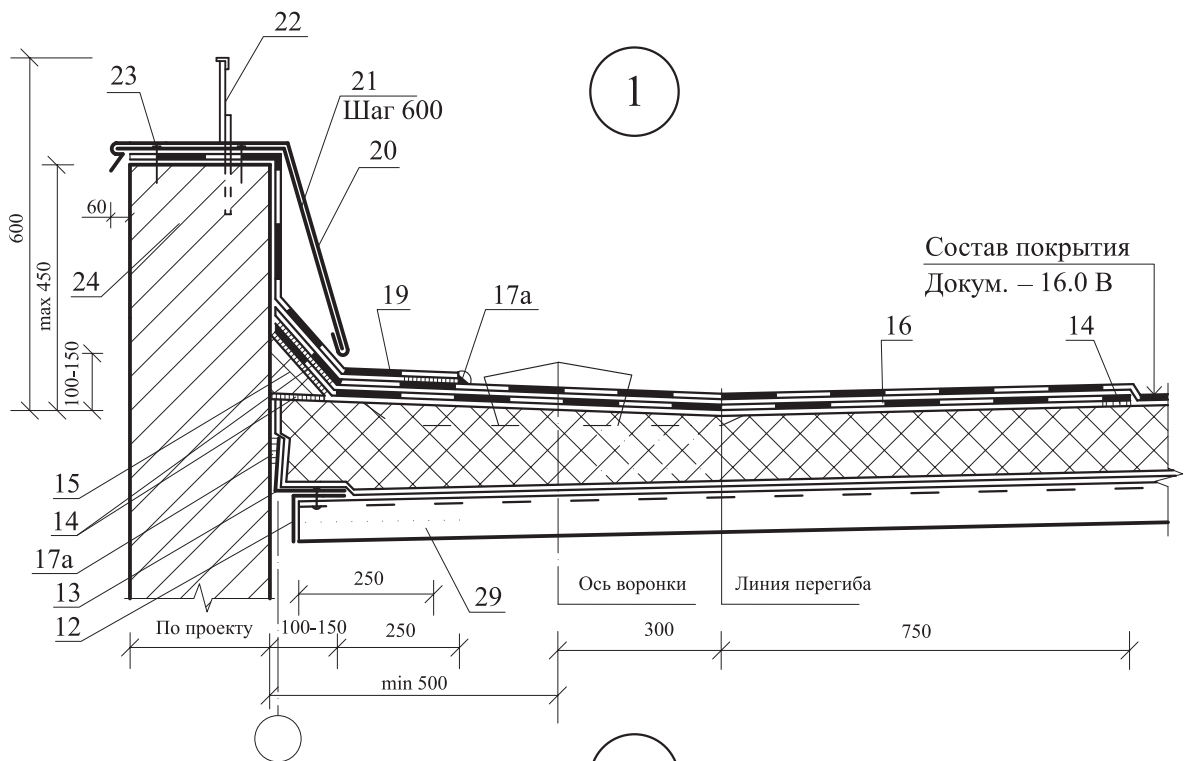 22
1
23
21
Шаг 600
20
600
60
max 450
24
100-150
19
17а
Состав покрытия
Докум. – 16.0 В
16
14
15
14
17а
13
12
250
29
Ось воронки
Линия перегиба
По проекту
100-150
250
300
750
min 500